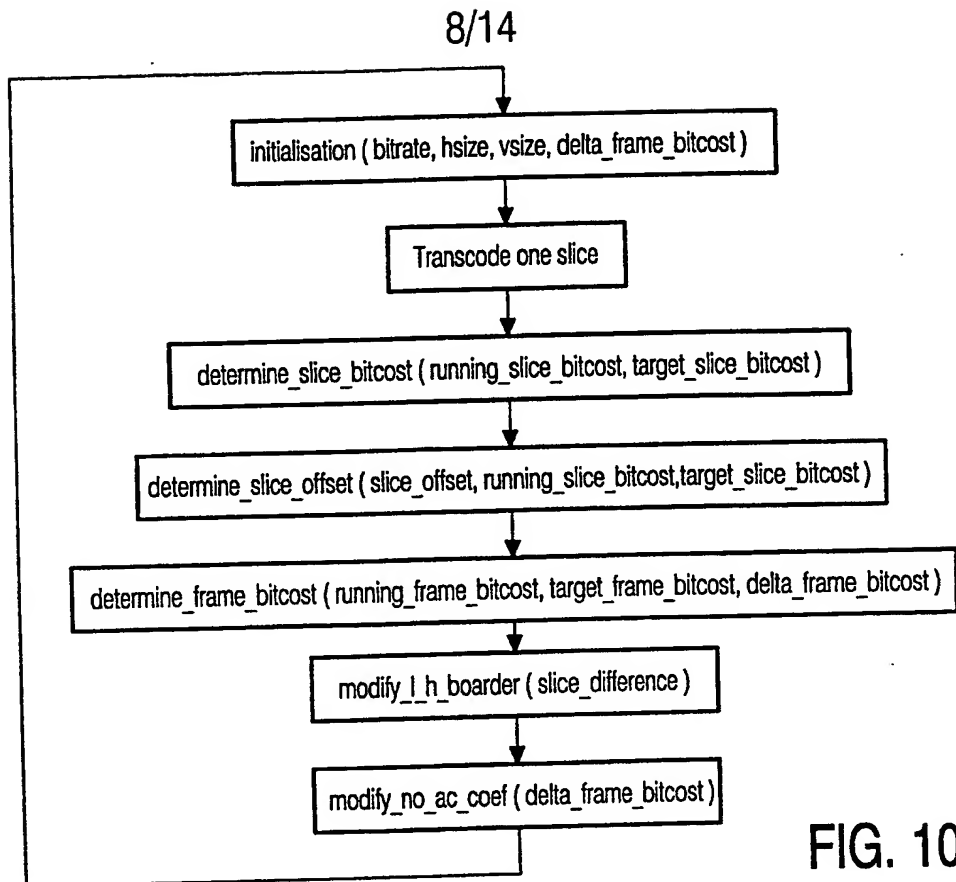 8/14
initialisation ( bitrate, hsize, vsize, delta_frame_bitcost )
Transcode one slice
determine_slice_bitcost ( running_slice_bitcost, target_slice_bitcost )
determine_slice_offset ( slice_offset, running_slice_bitcost,target_slice_bitcost )
determine_frame_bitcost ( running_frame_bitcost, target_frame_bitcost, delta_frame_bitcost )
modify_l_h_boarder ( slice_difference )
modify_no_ac_coef ( delta_frame_bitcost )
FIG. 10